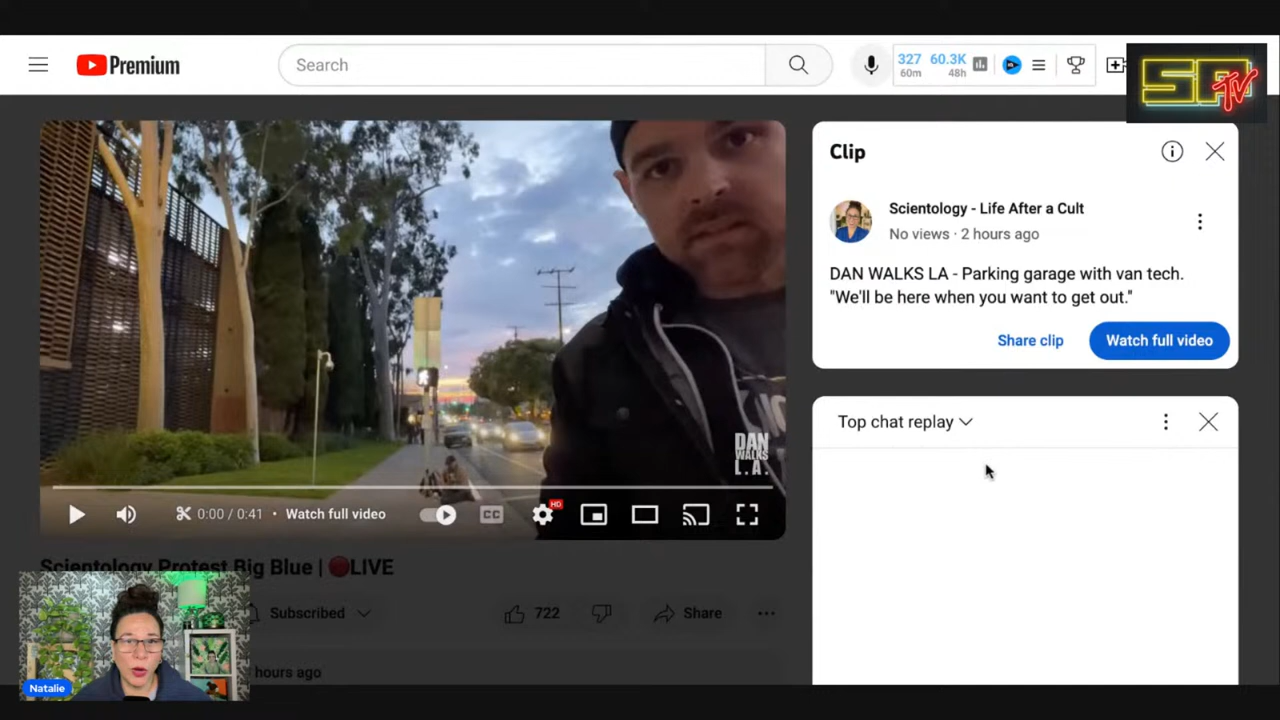 Premium
Search
327 60.3K
60m 48h
SPTV
Clip
Scientology - Life After a Cult
No views · 2 hours ago
DAN WALKS LA - Parking garage with van tech.
"We'll be here when you want to get out."
Share clip
Watch full video
Top chat replay
DAN
WALKS
L.A.
0:00 / 0:41 • Watch full video
CC
HD
Scientology Protest Big Blue | 🔴LIVE
Subscribed
722
Share
hours ago
Natalie